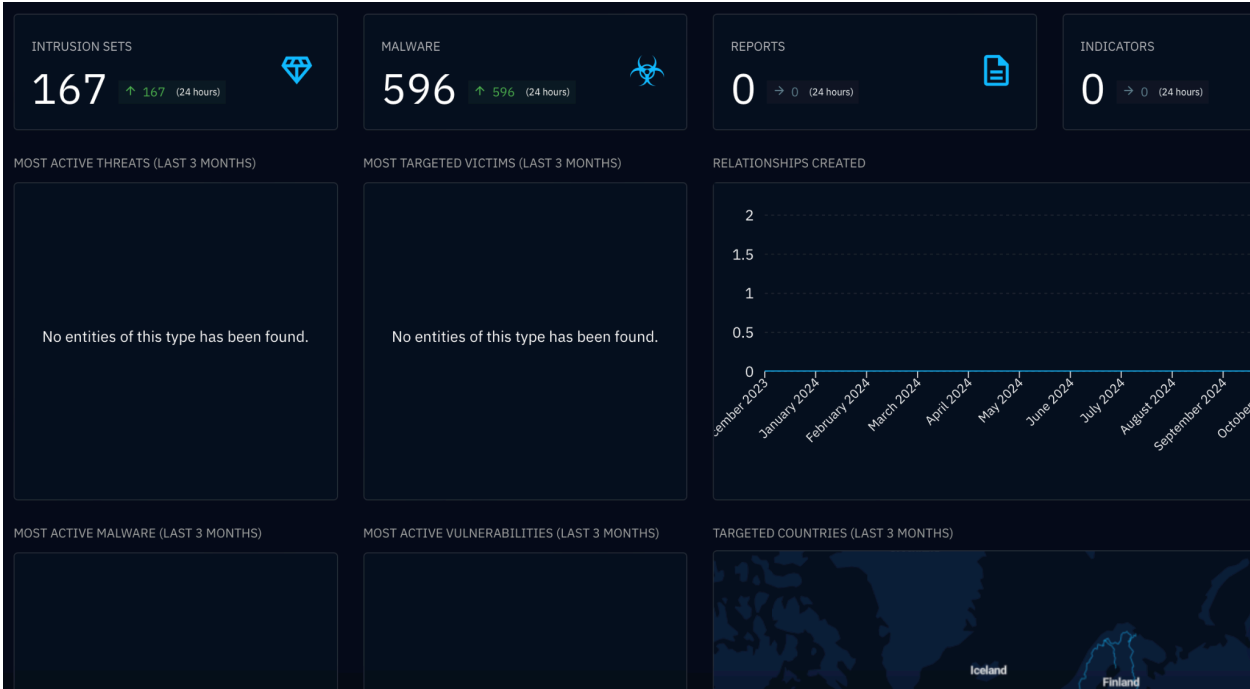 INTRUSION SETS
167 ↑ 167 (24 hours)
MALWARE
596 ↑ 596 (24 hours)
REPORTS
0 → 0 (24 hours)
INDICATORS
0 → 0 (24 hours)
MOST ACTIVE THREATS (LAST 3 MONTHS)
No entities of this type has been found.
MOST TARGETED VICTIMS (LAST 3 MONTHS)
No entities of this type has been found.
RELATIONSHIPS CREATED
2
1.5
1
0.5
0
cember 2023
January 2024
February 2024
March 2024
April 2024
May 2024
June 2024
July 2024
August 2024
September 2024
October
MOST ACTIVE MALWARE (LAST 3 MONTHS)
MOST ACTIVE VULNERABILITIES (LAST 3 MONTHS)
TARGETED COUNTRIES (LAST 3 MONTHS)
Iceland
Finland